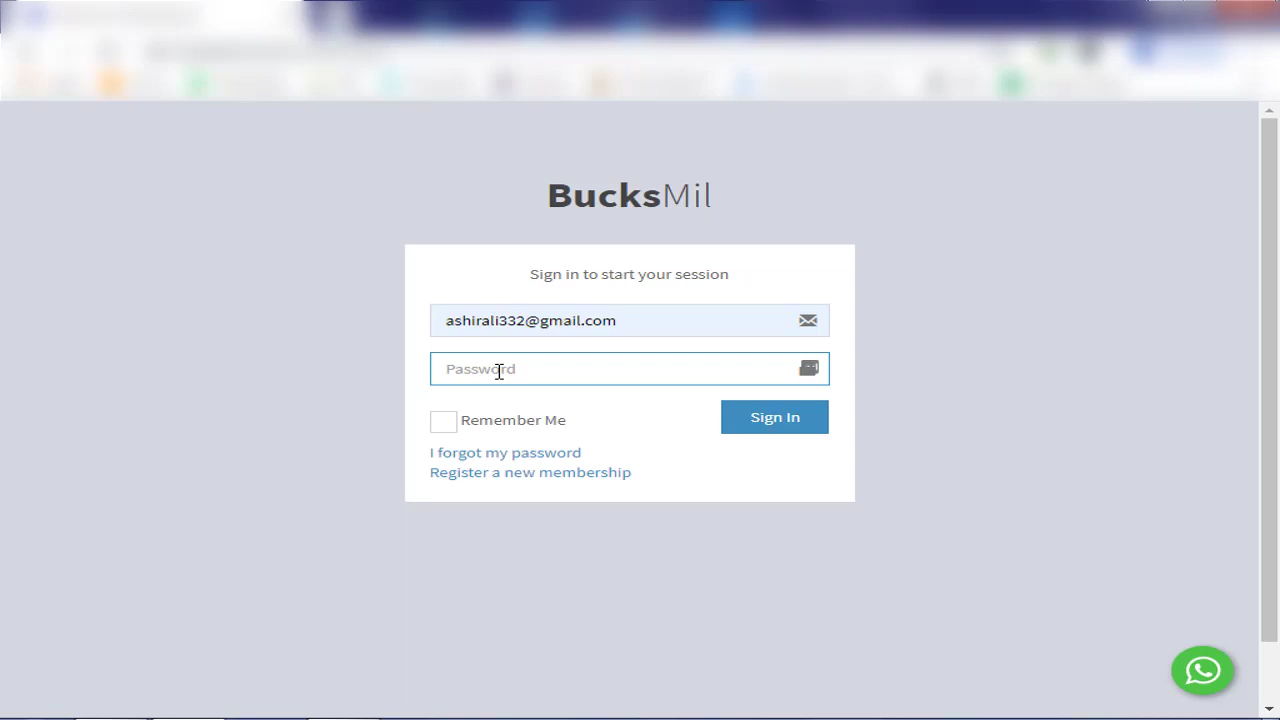 BucksMil
Sign in to start your session
ashirali332@gmail.com
Password
Remember Me
Sign In
I forgot my password
Register a new membership